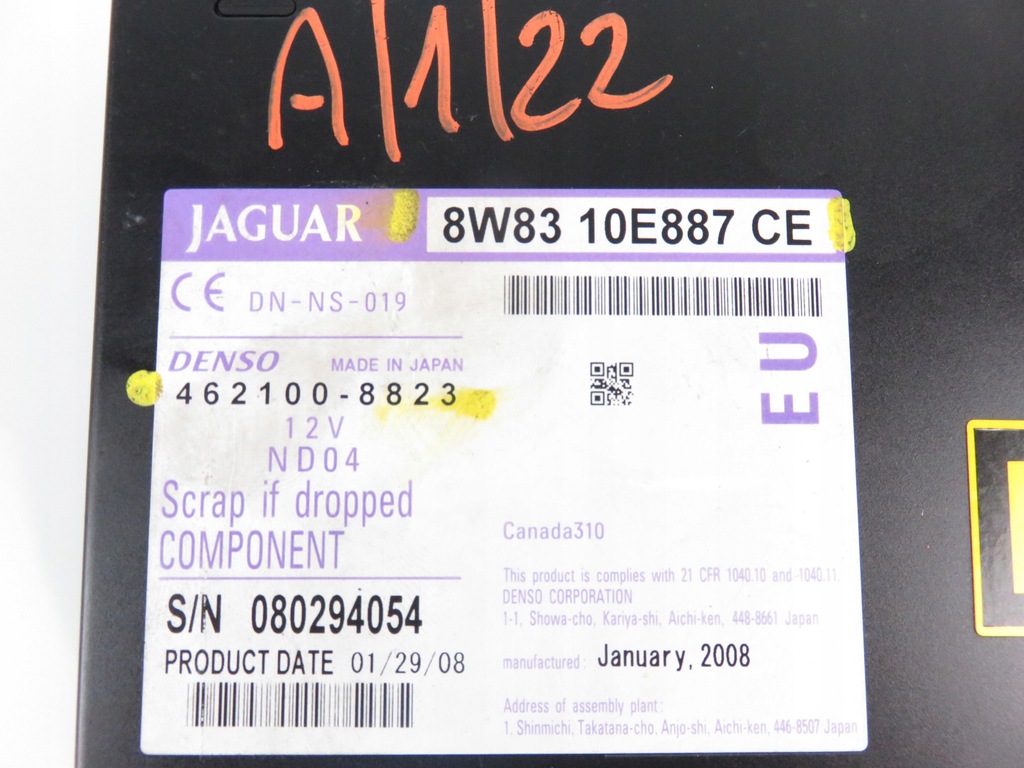 A/1/22
JAGUAR 8W83 10E887 CE
CE DN-NS-019
DENSO MADE IN JAPAN
462100-8823
12V
ND04
EU
Scrap if dropped
COMPONENT
S/N 080294054
PRODUCT DATE 01/29/08
Canada310
This product is complies with 21 CFR 1040.10 and 1040.11.
DENSO CORPORATION
1-1, Showa-cho, Kariya-shi, Aichi-ken, 448-8661 Japan
manufactured: January, 2008
Address of assembly plant:
1, Shinmichi, Takatana-cho, Anjo-shi, Aichi-ken, 446-8507 Japan